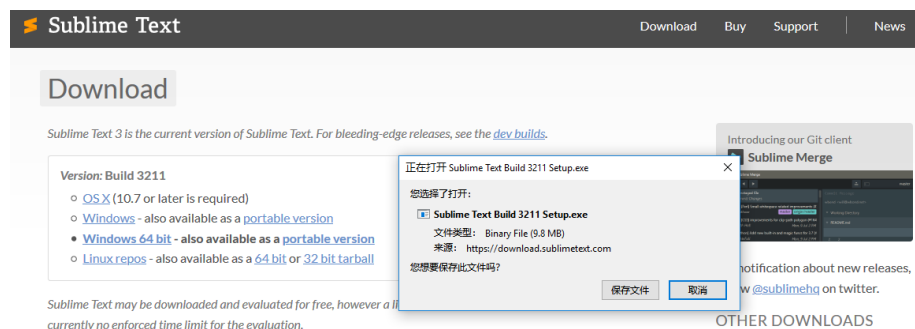 Sublime Text
Download Buy Support News
Download
Sublime Text 3 is the current version of Sublime Text. For bleeding-edge releases, see the dev builds.
Version: Build 3211
OS X (10.7 or later is required)
Windows - also available as a portable version
Windows 64 bit - also available as a portable version
Linux repos - also available as a 64 bit or 32 bit tarball
Sublime Text may be downloaded and evaluated for free, however a li
currently no enforced time limit for the evaluation.
正在打开 Sublime Text Build 3211 Setup.exe
您选择了打开:
Sublime Text Build 3211 Setup.exe
文件类型: Binary File (9.8 MB)
来源: https://download.sublimetext.com
您想要保存此文件吗?
保存文件 取消
Introducing our Git client
Sublime Merge
notification about new releases,
w @sublimehq on twitter.
OTHER DOWNLOADS